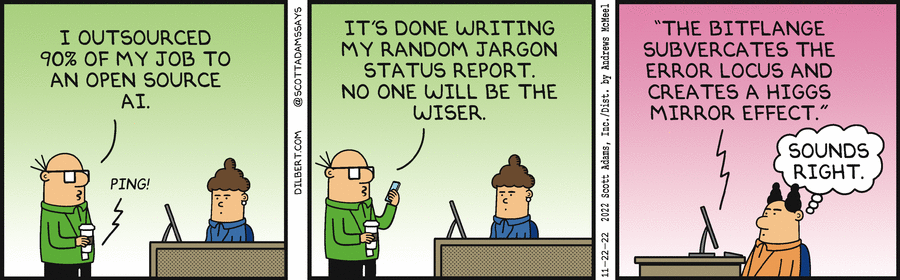 I OUTSOURCED
90% OF MY JOB TO
AN OPEN SOURCE
AI.
PING!
DILBERT.COM @SCOTTADAMSSAYS
IT'S DONE WRITING
MY RANDOM JARGON
STATUS REPORT.
NO ONE WILL BE THE
WISER.
11-22-22 2022 Scott Adams, Inc./Dist. by Andrews McMeel
"THE BITFLANGE
SUBVERCATES THE
ERROR LOCUS AND
CREATES A HIGGS
MIRROR EFFECT."
SOUNDS
RIGHT.